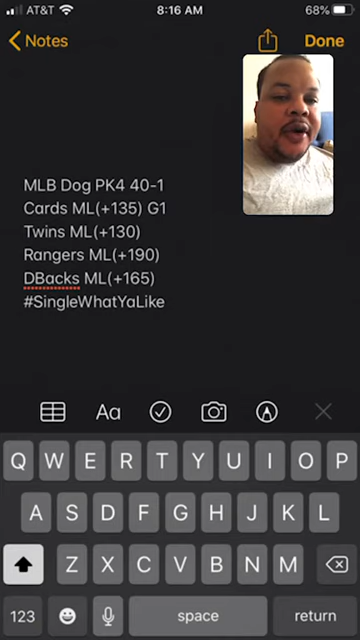 AT&T 8:16 AM 68%
Notes Done
MLB Dog PK4 40-1
Cards ML(+135) G1
Twins ML(+130)
Rangers ML(+190)
DBacks ML(+165)
#SingleWhatYaLike
Aa
Q W E R T Y U I O P
A S D F G H J K L
Z X C V B N M
123 space return